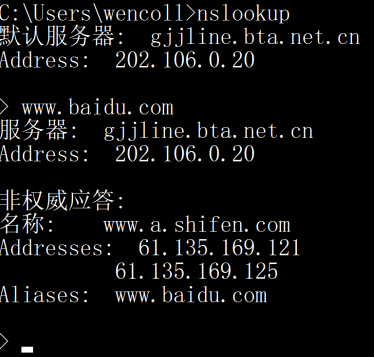 C:\Users\wencoll>nslookup
默认服务器:  gjjline.bta.net.cn
Address:  202.106.0.20
> www.baidu.com
服务器:  gjjline.bta.net.cn
Address:  202.106.0.20
非权威应答:
名称:    www.a.shifen.com
Addresses:  61.135.169.121
61.135.169.125
Aliases:  www.baidu.com
>